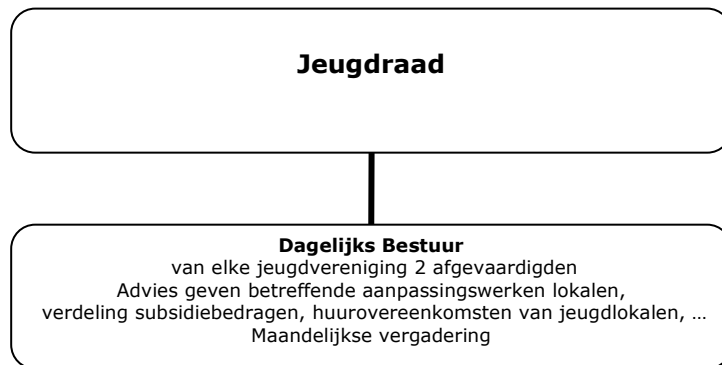 Jeugdraad
Dagelijks Bestuur
van elke jeugdvereniging 2 afgevaardigden
Advies geven betreffende aanpassingswerken lokalen,
verdeling subsidiebedragen, huurovereenkomsten van jeugdlokalen, …
Maandelijkse vergadering